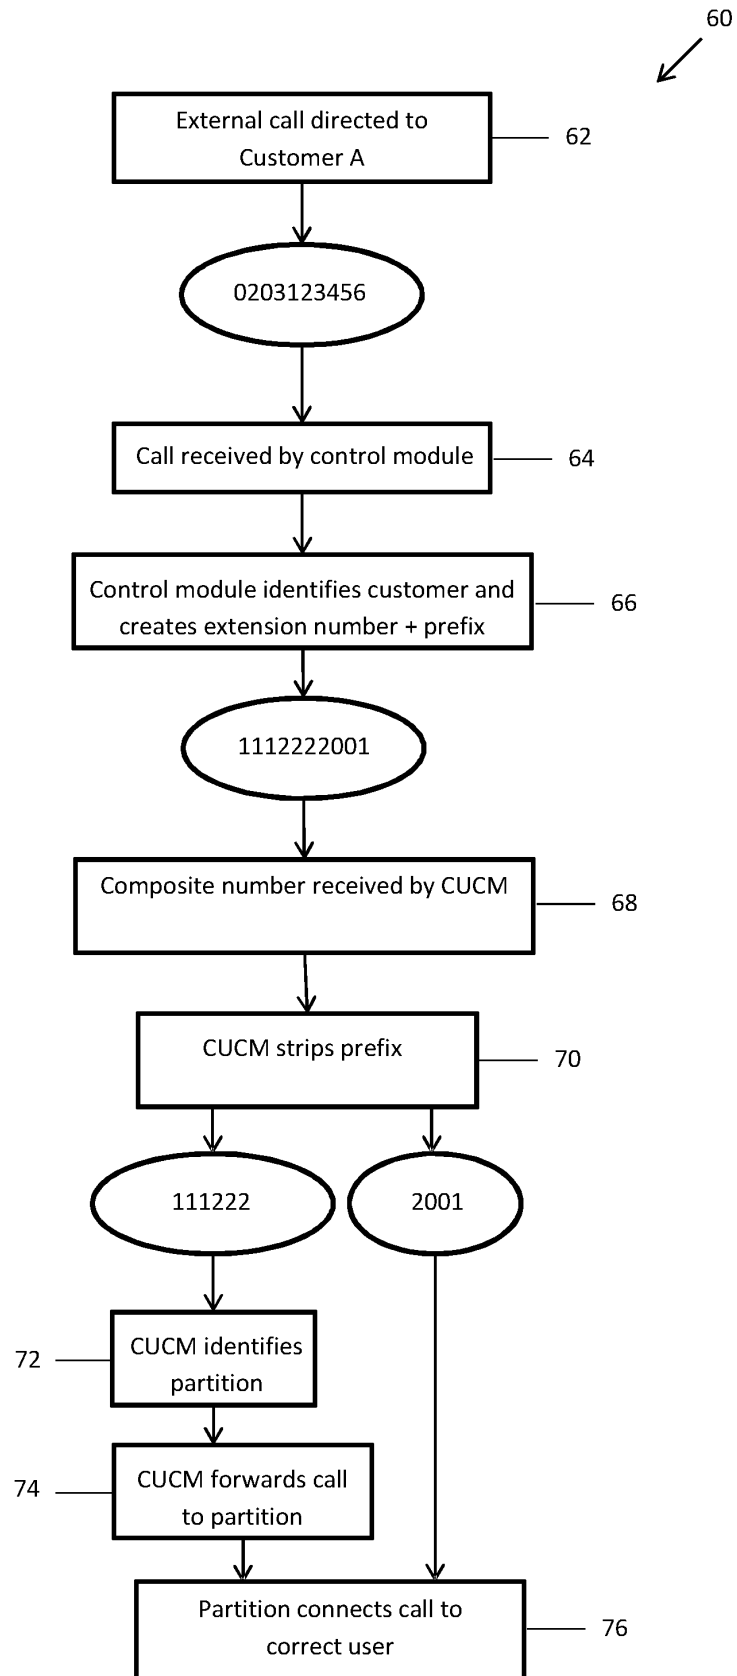 60
External call directed to
Customer A
62
0203123456
Call received by control module
64
Control module identifies customer and
creates extension number + prefix
66
1112222001
Composite number received by CUCM
68
CUCM strips prefix
70
111222
2001
CUCM identifies
partition
72
CUCM forwards call
to partition
74
Partition connects call to
correct user
76